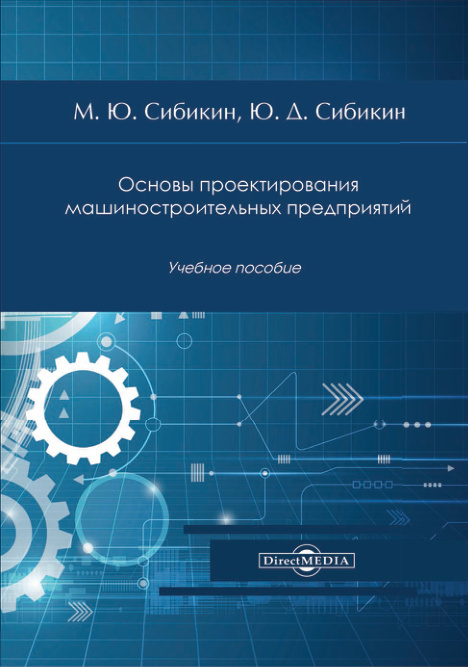 М. Ю. Сибикин, Ю. Д. Сибикин
Основы проектирования
машиностроительных предприятий
Учебное пособие
DirectMEDIA